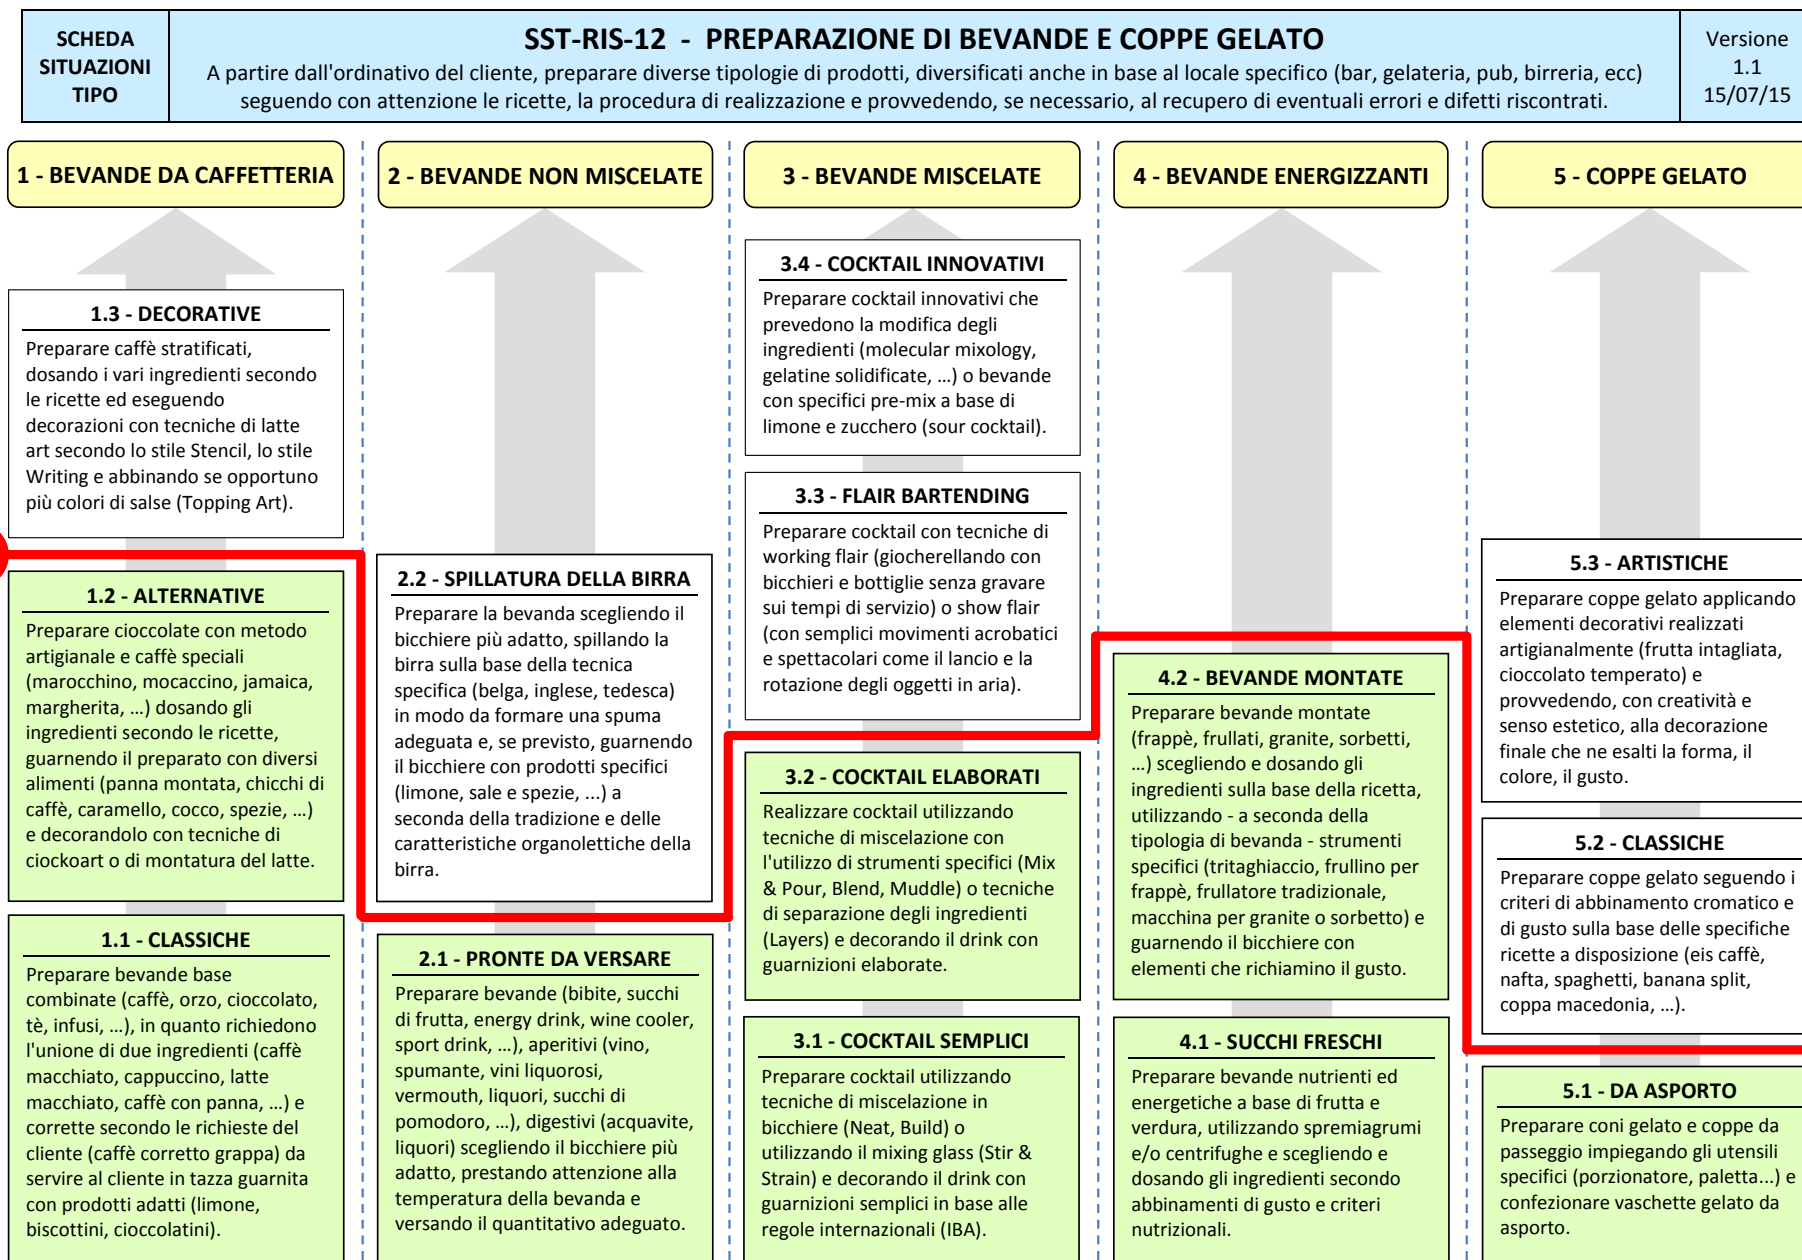 SCHEDA
SITUAZIONI
TIPO
SST-RIS-12 - PREPARAZIONE DI BEVANDE E COPPE GELATO
A partire dall'ordinativo del cliente, preparare diverse tipologie di prodotti, diversificati anche in base al locale specifico (bar, gelateria, pub, birreria, ecc)
seguendo con attenzione le ricette, la procedura di realizzazione e provvedendo, se necessario, al recupero di eventuali errori e difetti riscontrati.
Versione
1.1
15/07/15
1 - BEVANDE DA CAFFETTERIA
1.3 - DECORATIVE
Preparare caffè stratificati,
dosando i vari ingredienti secondo
le ricette ed eseguendo
decorazioni con tecniche di latte
art secondo lo stile Stencil, lo stile
Writing e abbinando se opportuno
più colori di salse (Topping Art).
1.2 - ALTERNATIVE
Preparare cioccolate con metodo
artigianale e caffè speciali
(marocchino, mocaccino, jamaica,
margherita, ...) dosando gli
ingredienti secondo le ricette,
guarnendo il preparato con diversi
alimenti (panna montata, chicchi di
caffè, caramello, cocco, spezie, ...)
e decorandolo con tecniche di
ciockoart o di montatura del latte.
1.1 - CLASSICHE
Preparare bevande base
combinate (caffè, orzo, cioccolato,
tè, infusi, ...), in quanto richiedono
l'unione di due ingredienti (caffè
macchiato, cappuccino, latte
macchiato, caffè con panna, ...) e
corrette secondo le richieste del
cliente (caffè corretto grappa) da
servire al cliente in tazza guarnita
con prodotti adatti (limone,
biscottini, cioccolatini).
2 - BEVANDE NON MISCELATE
2.2 - SPILLATURA DELLA BIRRA
Preparare la bevanda scegliendo il
bicchiere più adatto, spillando la
birra sulla base della tecnica
specifica (belga, inglese, tedesca)
in modo da formare una spuma
adeguata e, se previsto, guarnendo
il bicchiere con prodotti specifici
(limone, sale e spezie, ...) a
seconda della tradizione e delle
caratteristiche organolettiche della
birra.
2.1 - PRONTE DA VERSARE
Preparare bevande (bibite, succhi
di frutta, energy drink, wine cooler,
sport drink, ...), aperitivi (vino,
spumante, vini liquorosi,
vermouth, liquori, succhi di
pomodoro, ...), digestivi (acquavite,
liquori) scegliendo il bicchiere più
adatto, prestando attenzione alla
temperatura della bevanda e
versando il quantitativo adeguato.
3 - BEVANDE MISCELATE
3.4 - COCKTAIL INNOVATIVI
Preparare cocktail innovativi che
prevedono la modifica degli
ingredienti (molecular mixology,
gelatine solidificate, ...) o bevande
con specifici pre-mix a base di
limone e zucchero (sour cocktail).
3.3 - FLAIR BARTENDING
Preparare cocktail con tecniche di
working flair (giocherellando con
bicchieri e bottiglie senza gravare
sui tempi di servizio) o show flair
(con semplici movimenti acrobatici
e spettacolari come il lancio e la
rotazione degli oggetti in aria).
3.2 - COCKTAIL ELABORATI
Realizzare cocktail utilizzando
tecniche di miscelazione con
l'utilizzo di strumenti specifici (Mix
& Pour, Blend, Muddle) o tecniche
di separazione degli ingredienti
(Layers) e decorando il drink con
guarnizioni elaborate.
3.1 - COCKTAIL SEMPLICI
Preparare cocktail utilizzando
tecniche di miscelazione in
bicchiere (Neat, Build) o
utilizzando il mixing glass (Stir &
Strain) e decorando il drink con
guarnizioni semplici in base alle
regole internazionali (IBA).
4 - BEVANDE ENERGIZZANTI
4.2 - BEVANDE MONTATE
Preparare bevande montate
(frappè, frullati, granite, sorbetti,
...) scegliendo e dosando gli
ingredienti sulla base della ricetta,
utilizzando - a seconda della
tipologia di bevanda - strumenti
specifici (tritaghiaccio, frullino per
frappè, frullatore tradizionale,
macchina per granite o sorbetto) e
guarnendo il bicchiere con
elementi che richiamino il gusto.
4.1 - SUCCHI FRESCHI
Preparare bevande nutrienti ed
energetiche a base di frutta e
verdura, utilizzando spremiagrumi
e/o centrifughe e scegliendo e
dosando gli ingredienti secondo
abbinamenti di gusto e criteri
nutrizionali.
5 - COPPE GELATO
5.3 - ARTISTICHE
Preparare coppe gelato applicando
elementi decorativi realizzati
artigianalmente (frutta intagliata,
cioccolato temperato) e
provvedendo, con creatività e
senso estetico, alla decorazione
finale che ne esalti la forma, il
colore, il gusto.
5.2 - CLASSICHE
Preparare coppe gelato seguendo i
criteri di abbinamento cromatico e
di gusto sulla base delle specifiche
ricette a disposizione (eis caffè,
nafta, spaghetti, banana split,
coppa macedonia, ...).
5.1 - DA ASPORTO
Preparare coni gelato e coppe da
passeggio impiegando gli utensili
specifici (porzionatore, paletta...) e
confezionare vaschette gelato da
asporto.